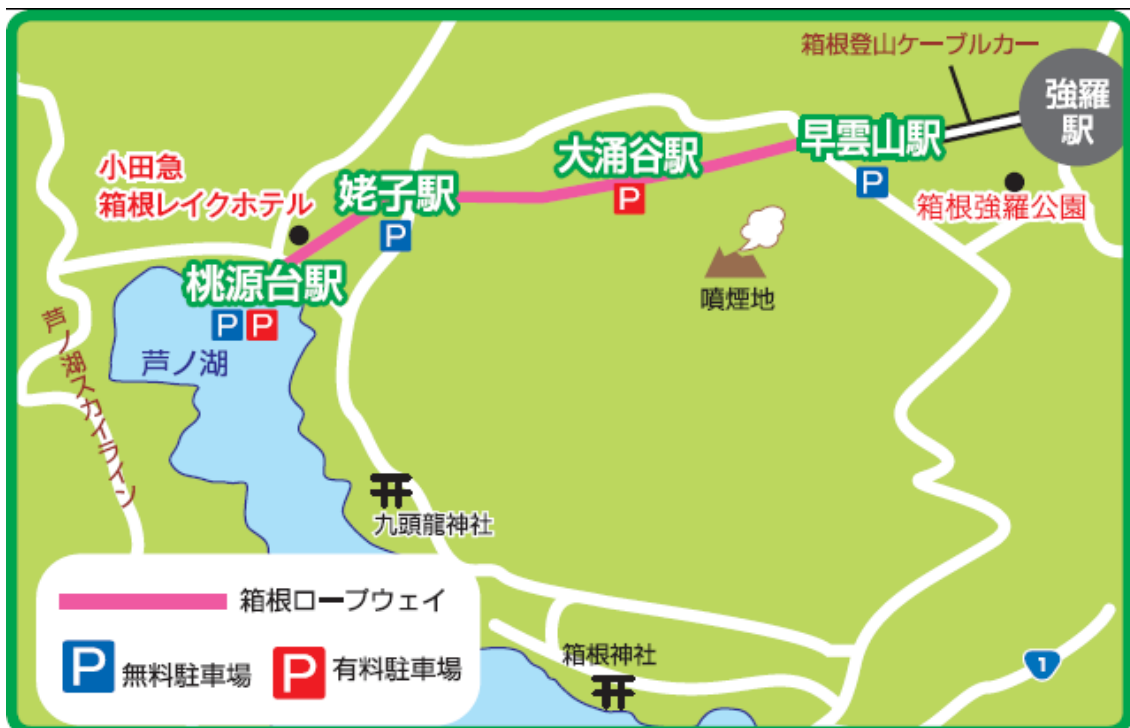 箱根登山ケーブルカー
強羅
駅
早雲山駅
P
大涌谷駅
P
箱根強羅公園
小田急
箱根レイクホテル
姥子駅
P
桃源台駅
P P
噴煙地
芦ノ湖
芦ノ湖スカイライン
九頭龍神社
箱根ロープウェイ
P 無料駐車場 P 有料駐車場
箱根神社
1